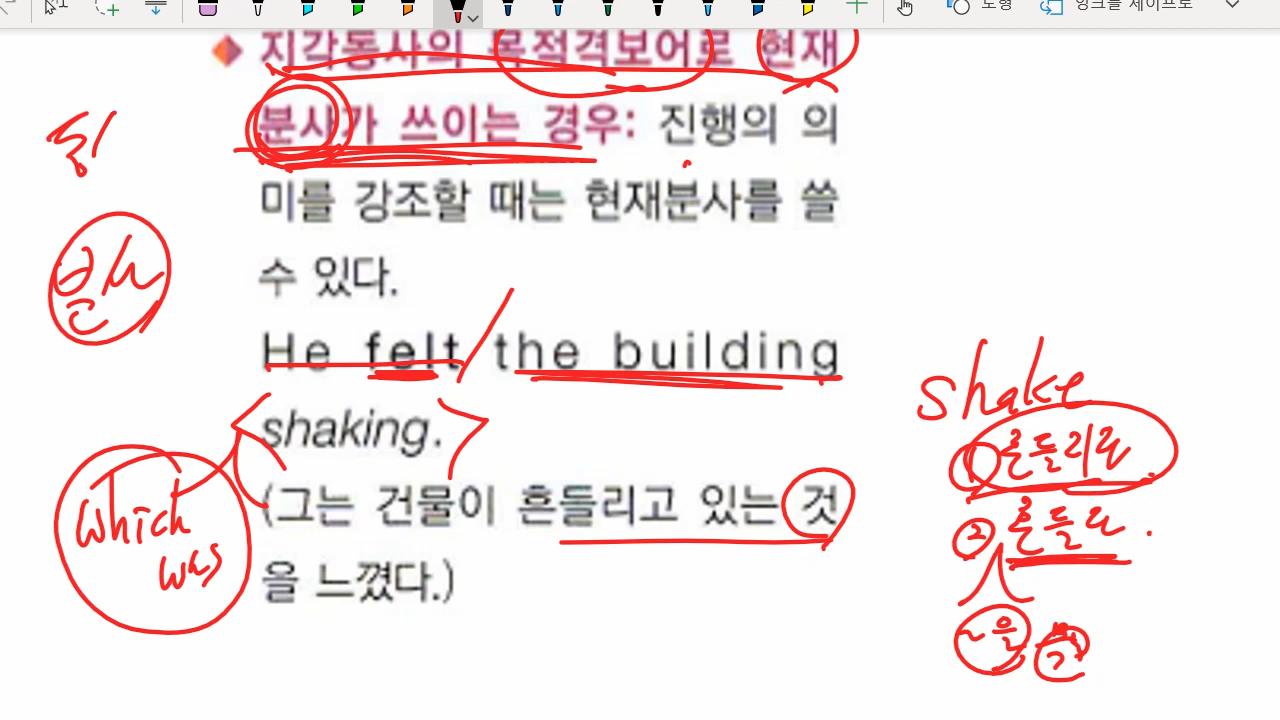 도형
잉크를 셰이프로
지각동사의 목적격보어로 현재
분사가 쓰이는 경우: 진행의 의
미를 강조할 때는 현재분사를 쓸
수 있다.
He felt the building
shaking.
(그는 건물이 흔들리고 있는 것
을 느꼈다.)
분사
which
was
shake
① 흔들리다
② 흔들다.
~을